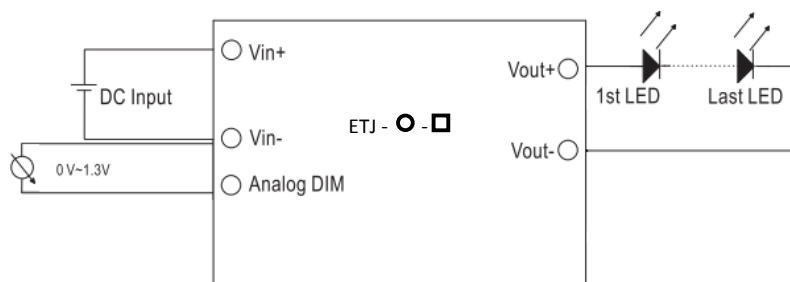 Vin+
DC Input
Vin-
0 V~1.3V
Analog DIM
ETJ - O - □
Vout+
1st LED
Last LED
Vout-